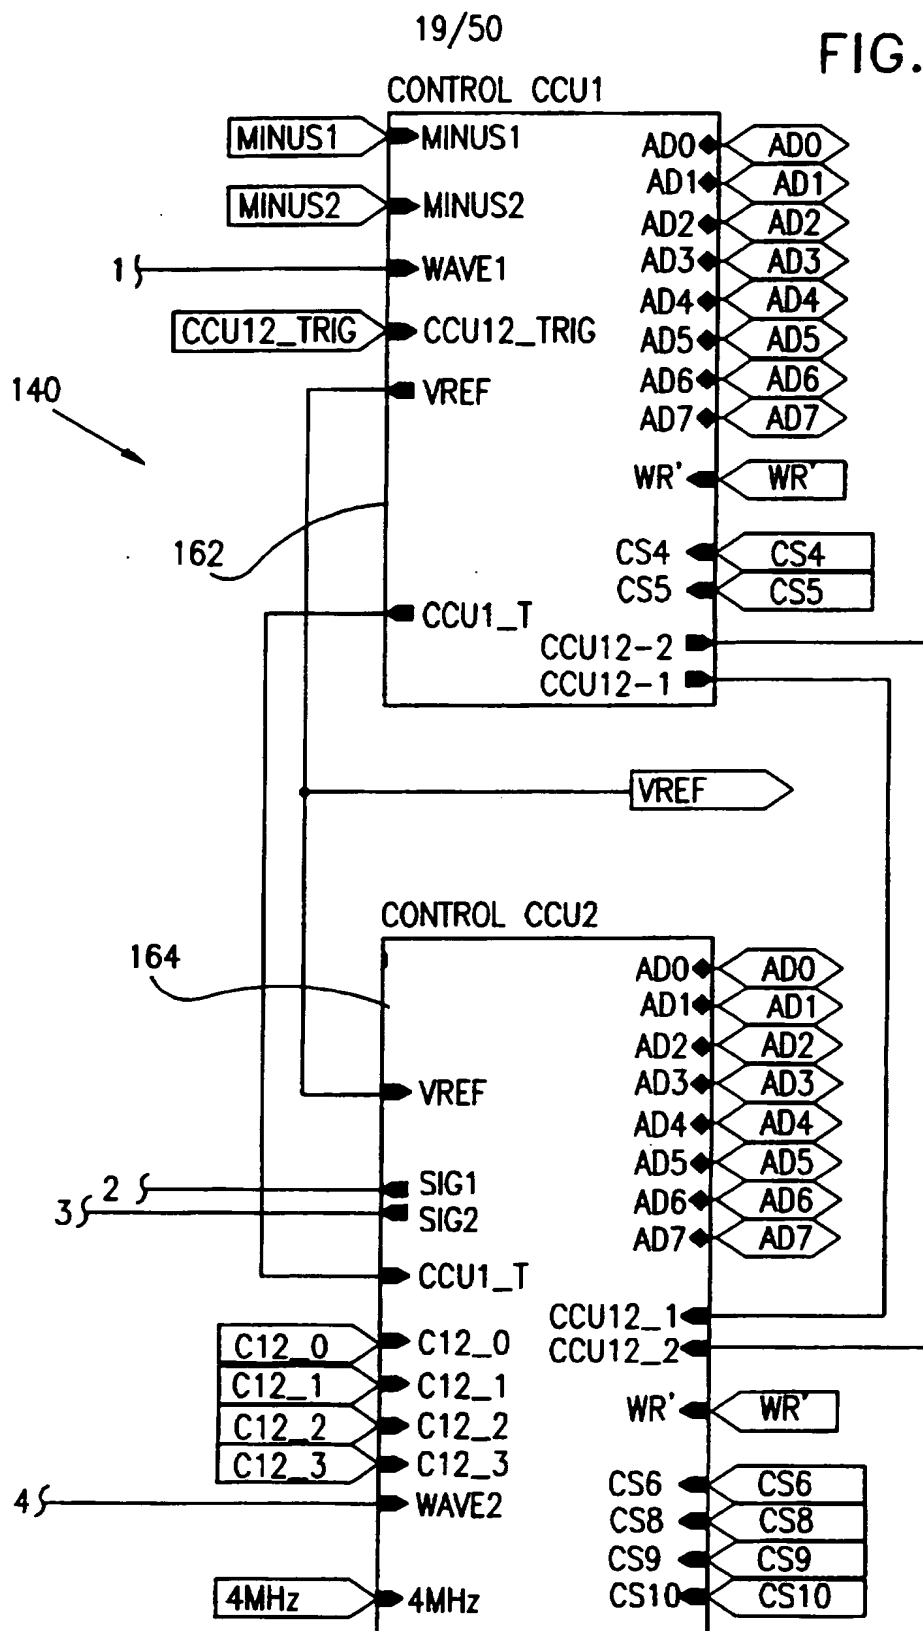 19/50
FIG.
CONTROL CCU1
MINUS1 MINUS1 AD0 AD0
AD1 AD1
MINUS2 MINUS2 AD2 AD2
1 WAVE1 AD3 AD3
AD4 AD4
CCU12_TRIG CCU12_TRIG AD5 AD5
140 VREF AD6 AD6
AD7 AD7
WR' WR'
162 CS4 CS4
CS5 CS5
CCU1_T
CCU12-2
CCU12-1
VREF
CONTROL CCU2
164 AD0 AD0
AD1 AD1
AD2 AD2
VREF AD3 AD3
AD4 AD4
AD5 AD5
2 SIG1 AD6 AD6
3 SIG2 AD7 AD7
CCU1_T
CCU12_1
C12_0 C12_0 CCU12_2
C12_1 C12_1
C12_2 C12_2 WR' WR'
C12_3 C12_3
4 WAVE2 CS6 CS6
CS8 CS8
CS9 CS9
4MHz 4MHz CS10 CS10